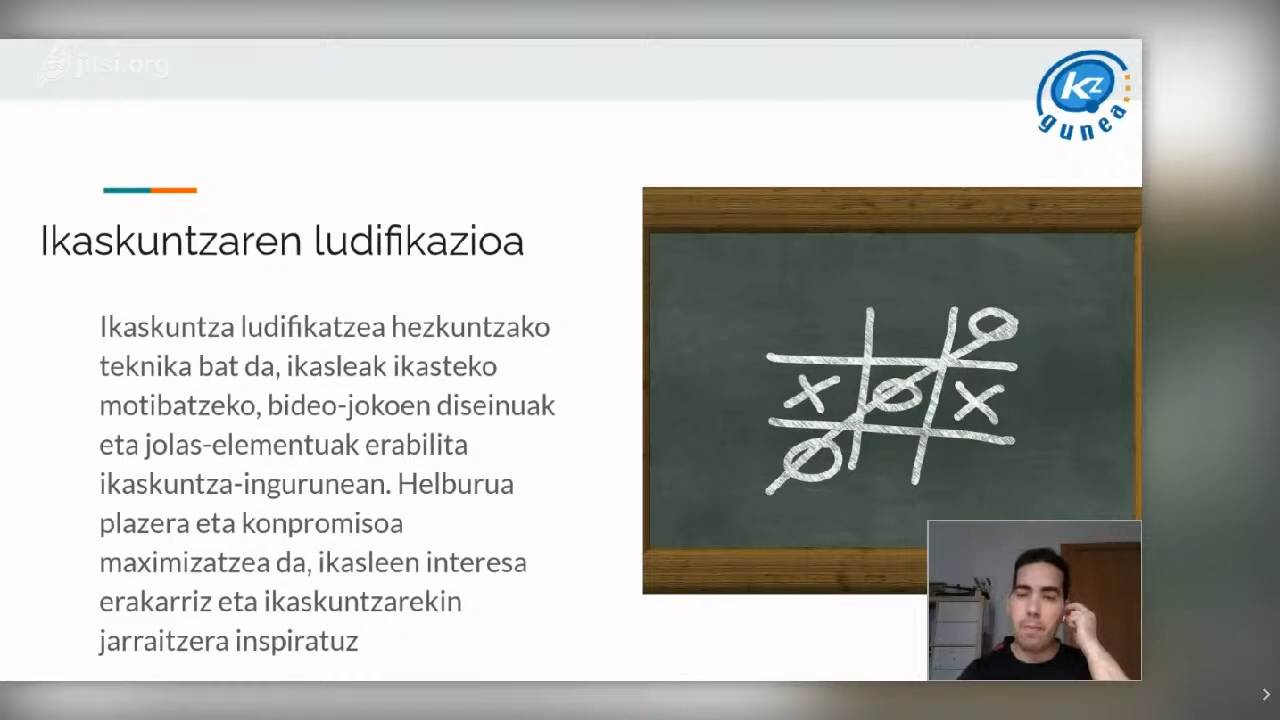 jitsi.org
kz
gunea
Ikaskuntzaren ludifikazioa
Ikaskuntza ludifikatzea hezkuntzako
teknika bat da, ikasleak ikasteko
motibatzeko, bideo-jokoen diseinuak
eta jolas-elementuak erabilita
ikaskuntza-ingurunean. Helburua
plazera eta konpromisoa
maximizatzea da, ikasleen interesa
erakarriz eta ikaskuntzarekin
jarraitzera inspiratuz